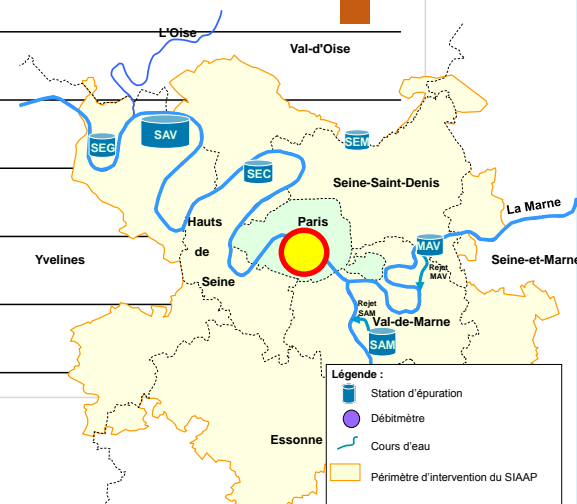 L'Oise
Val-d'Oise
SEG
SAV
SEM
SEC
Seine-Saint-Denis
La Marne
Hauts
de
Seine
Paris
MAV
Yvelines
Seine-et-Marne
Rejet
MAV
Rejet
SAM
Val-de-Marne
SAM
Essonne
Légende :
Station d'épuration
Débitmètre
Cours d'eau
Périmètre d'intervention du SIAAP